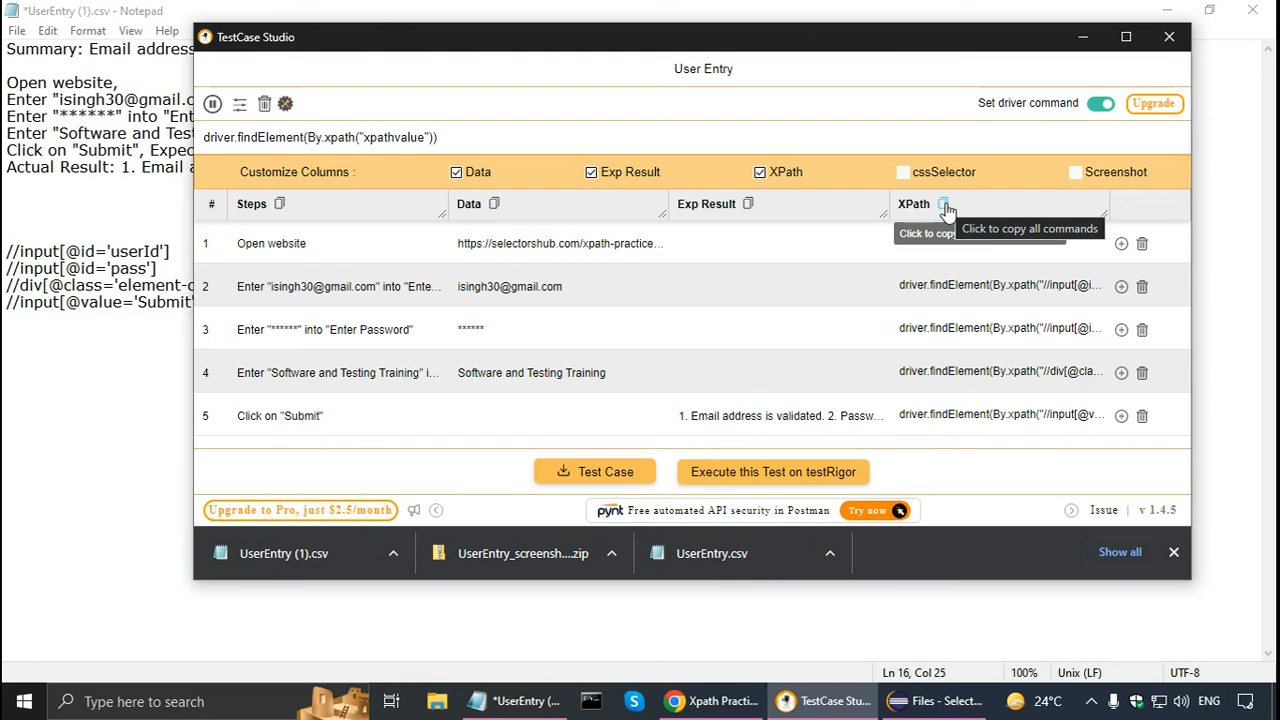 *UserEntry (1).csv - Notepad
File Edit Format View Help
Summary: Email address
Open website,
Enter "isingh30@gmail.c
Enter "******" into "Ent
Enter "Software and Test
Click on "Submit", Expec
Actual Result: 1. Email a
//input[@id='userId']
//input[@id='pass']
//div[@class='element-c
//input[@value='Submit'
TestCase Studio
User Entry
Set driver command Upgrade
driver.findElement(By.xpath("xpathvalue"))
Customize Columns : Data Exp Result XPath cssSelector Screenshot
# Steps Data Exp Result XPath
Click to copy all commands
Click to copy
1 Open website https://selectorshub.com/xpath-practice...
2 Enter "isingh30@gmail.com" into "Ente... isingh30@gmail.com driver.findElement(By.xpath("//input[@i...
3 Enter "******" into "Enter Password" ****** driver.findElement(By.xpath("//input[@i...
4 Enter "Software and Testing Training" i... Software and Testing Training driver.findElement(By.xpath("//div[@cla...
5 Click on "Submit" 1. Email address is validated. 2. Passw... driver.findElement(By.xpath("//input[@v...
Test Case Execute this Test on testRigor
Upgrade to Pro, just $2.5/month pynt Free automated API security in Postman Try now Issue | v 1.4.5
UserEntry (1).csv UserEntry_screensh....zip UserEntry.csv Show all
Ln 16, Col 25 100% Unix (LF) UTF-8
Type here to search *UserEntry (... Xpath Practi... TestCase Stu... Files - Select... 24°C ENG